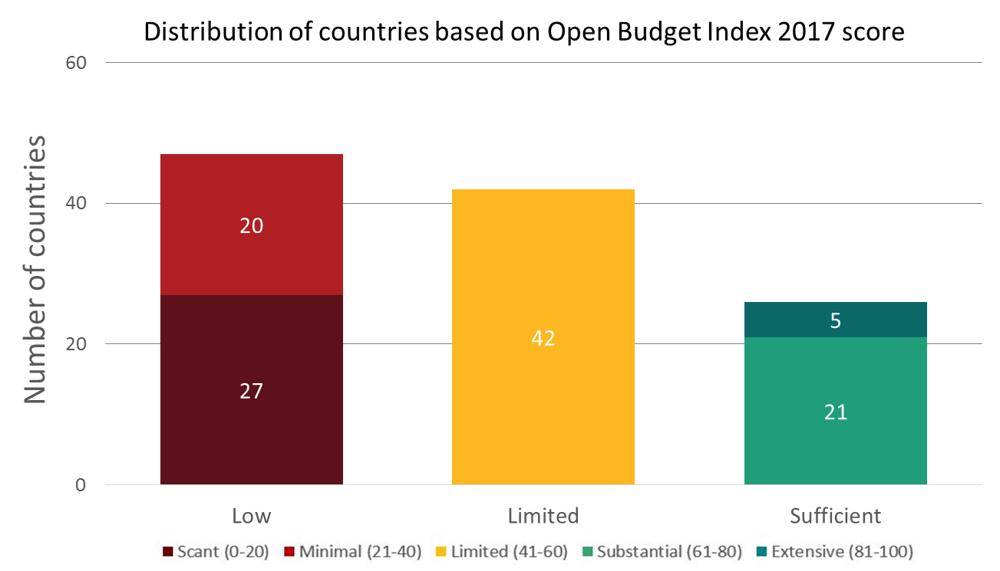 Distribution of countries based on Open Budget Index 2017 score
Number of countries
60
40
20
0
20
27
42
5
21
Low Limited Sufficient
Scant (0-20) Minimal (21-40) Limited (41-60) Substantial (61-80) Extensive (81-100)